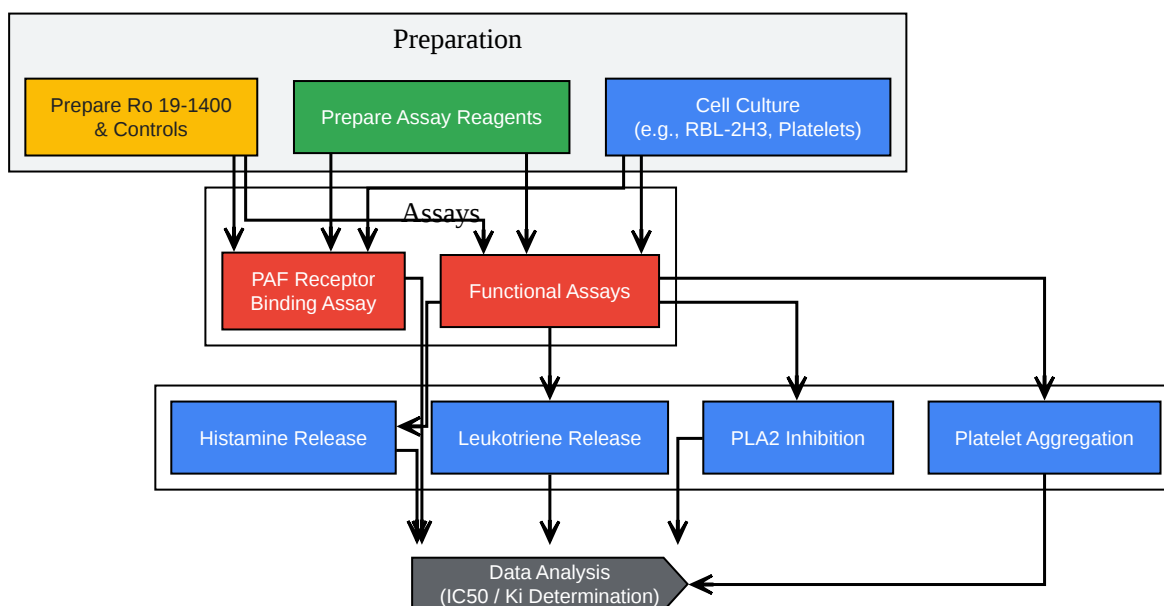 Preparation
Prepare Ro 19-1400
& Controls
Prepare Assay Reagents
Cell Culture
(e.g., RBL-2H3, Platelets)
Assays
PAF Receptor
Binding Assay
Functional Assays
Histamine Release
Leukotriene Release
PLA2 Inhibition
Platelet Aggregation
Data Analysis
(IC50 / Ki Determination)